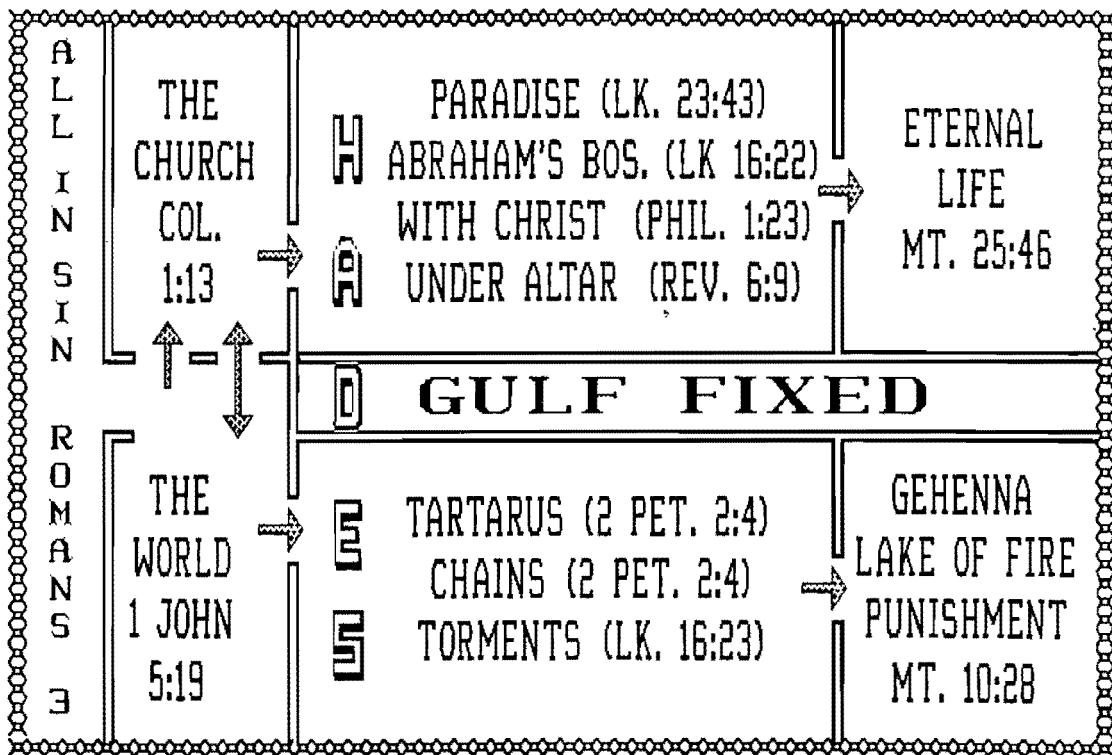 ALL IN SIN ROMANS 3
THE
CHURCH
COL.
1:13
THE
WORLD
1 JOHN
5:19
HADES
PARADISE (LK. 23:43)
ABRAHAM'S BOS. (LK 16:22)
WITH CHRIST (PHIL. 1:23)
UNDER ALTAR (REV. 6:9)
GULF FIXED
TARTARUS (2 PET. 2:4)
CHAINS (2 PET. 2:4)
TORMENTS (LK. 16:23)
ETERNAL
LIFE
MT. 25:46
GEHENNA
LAKE OF FIRE
PUNISHMENT
MT. 10:28